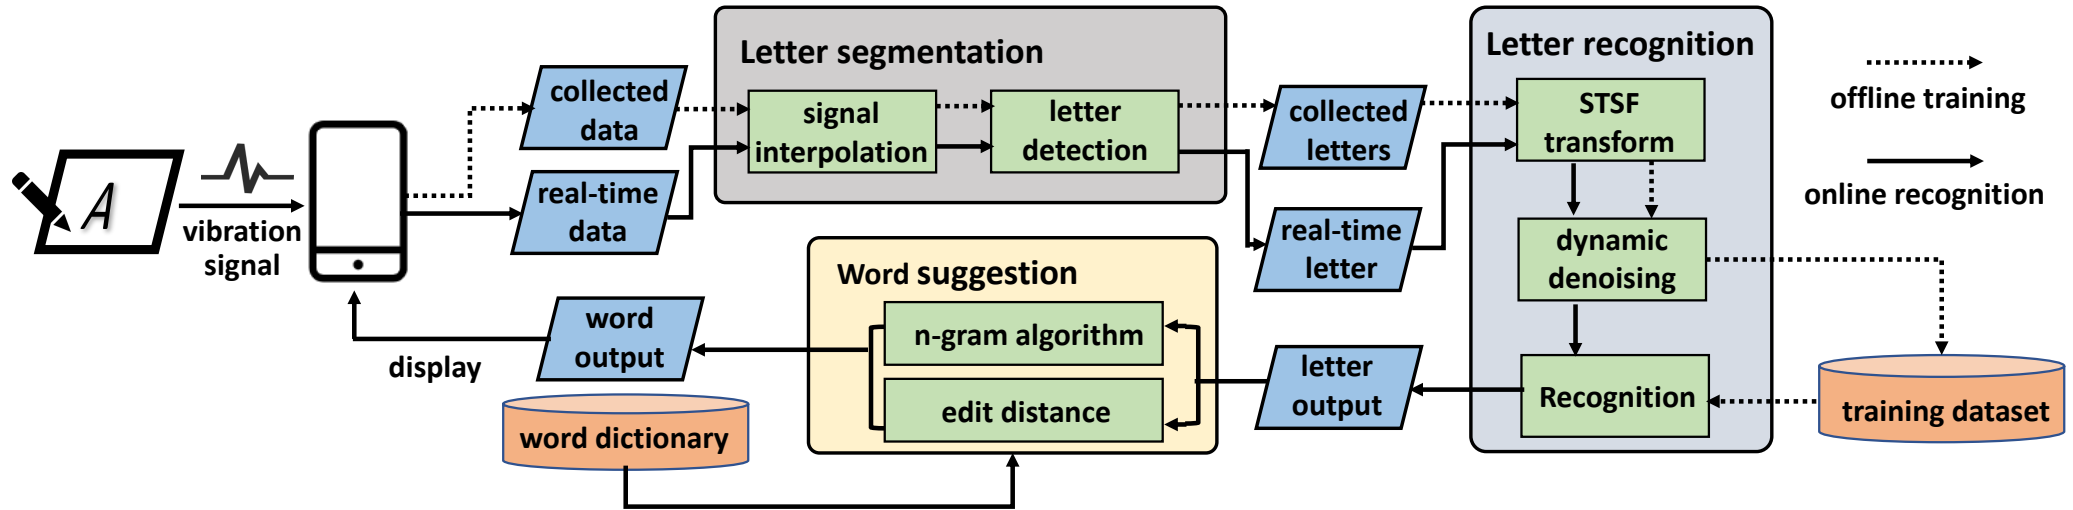 A
vibration
signal
collected
data
real-time
data
Letter segmentation
signal
interpolation
letter
detection
collected
letters
real-time
letter
Letter recognition
STSF
transform
dynamic
denoising
Recognition
offline training
online recognition
training dataset
letter
output
Word suggestion
n-gram algorithm
edit distance
word
output
display
word dictionary